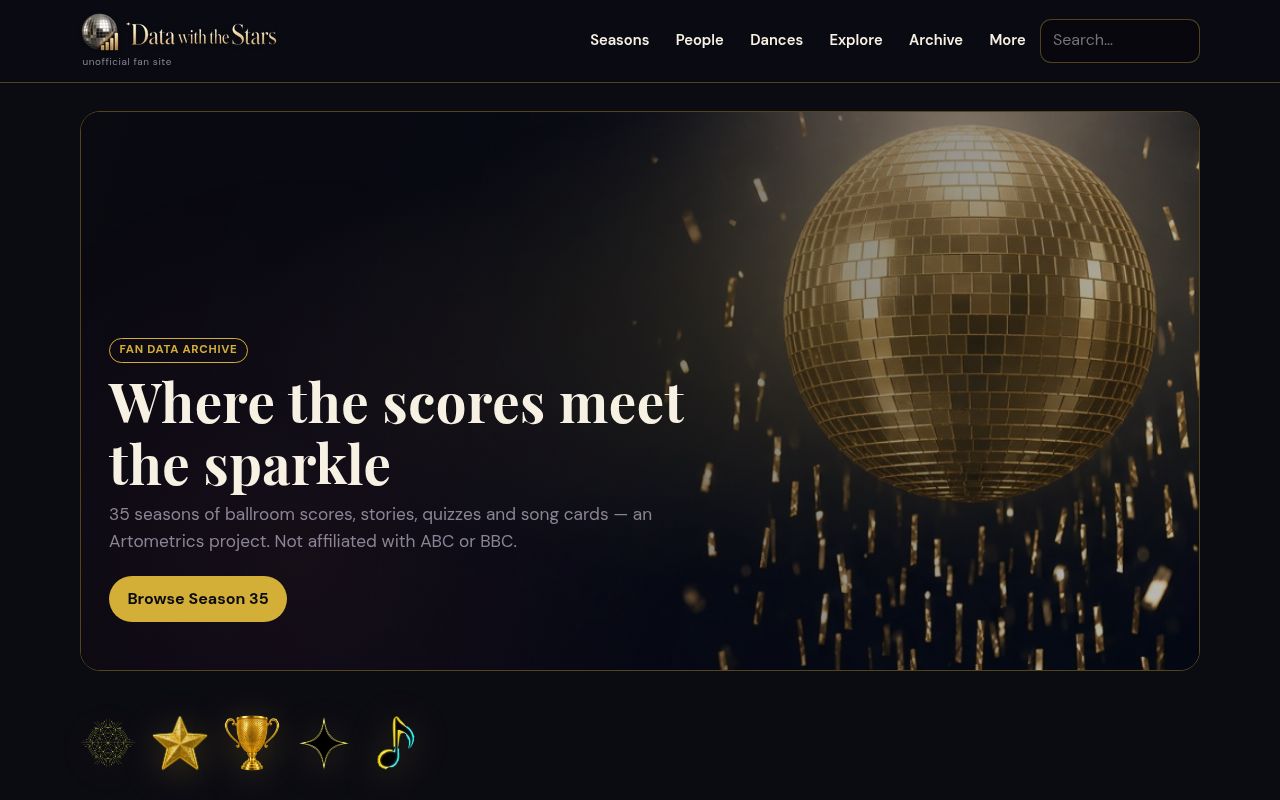 Data with the Stars
unofficial fan site
Seasons People Dances Explore Archive More Search...
FAN DATA ARCHIVE
Where the scores meet
the sparkle
35 seasons of ballroom scores, stories, quizzes and song cards — an
Artometrics project. Not affiliated with ABC or BBC.
Browse Season 35